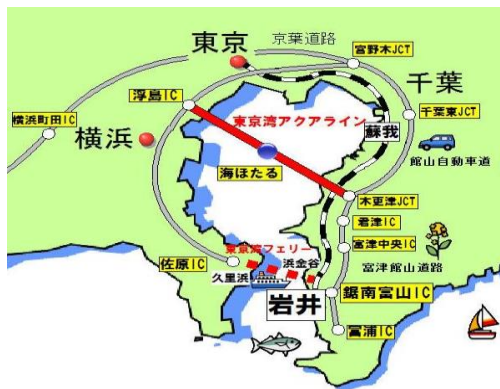 東京
京葉道路
宮野木JCT
千葉
浮島IC
千葉東JCT
横浜町田IC
横浜
東京湾アクアライン
蘇我
館山自動車道
海ほたる
木更津JCT
君津IC
東京湾フェリー
富津中央IC
佐原IC
浜金谷
富津館山道路
久里浜
岩井
鋸南富山IC
冨浦IC